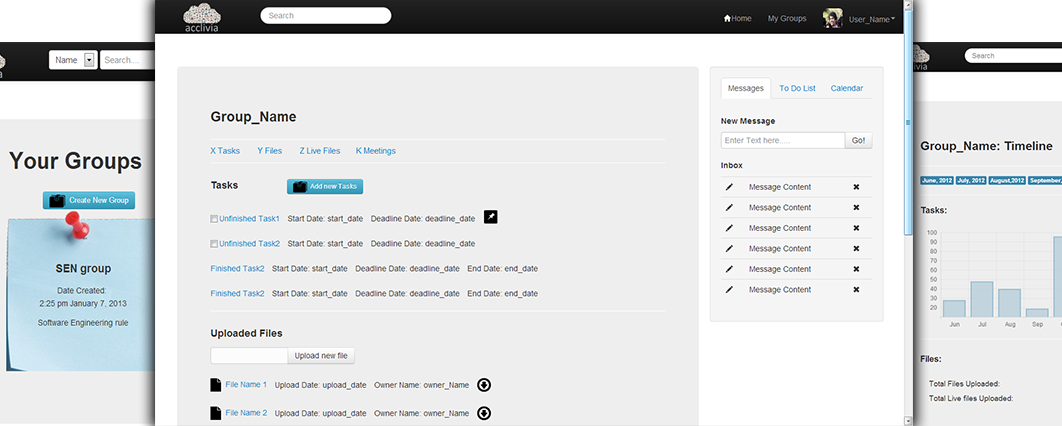 Name Search....
Your Groups
Create New Group
SEN group
Date Created:
2:25 pm January 7, 2013
Software Engineering rule
acclivia
Search
Home My Groups User_Name
Group_Name
X Tasks Y Files Z Live Files K Meetings
Tasks Add new Tasks
Unfinished Task1 Start Date: start_date Deadline Date: deadline_date
Unfinished Task2 Start Date: start_date Deadline Date: deadline_date
Finished Task2 Start Date: start_date Deadline Date: deadline_date End Date: end_date
Finished Task2 Start Date: start_date Deadline Date: deadline_date End Date: end_date
Uploaded Files
Upload new file
File Name 1 Upload Date: upload_date Owner Name: owner_Name
File Name 2 Upload Date: upload_date Owner Name: owner_Name
Messages To Do List Calendar
New Message
Enter Text here..... Go!
Inbox
Message Content
Message Content
Message Content
Message Content
Message Content
Message Content
acclivia
Search
Group_Name: Timeline
June, 2012 July, 2012 August,2012 September,
Tasks:
100
90
80
70
60
50
40
30
20
Jun Jul Aug Sep Oct
Files:
Total Files Uploaded:
Total Live files Uploaded: